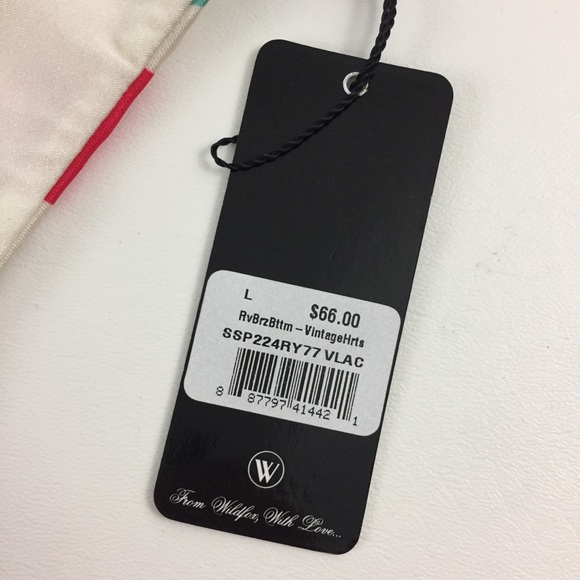 L $66.00
RvBrzBttm – VintageHrts
SSP224RY77 VLAC
8 87797 41442 1
W
From Wildfox, With Love...